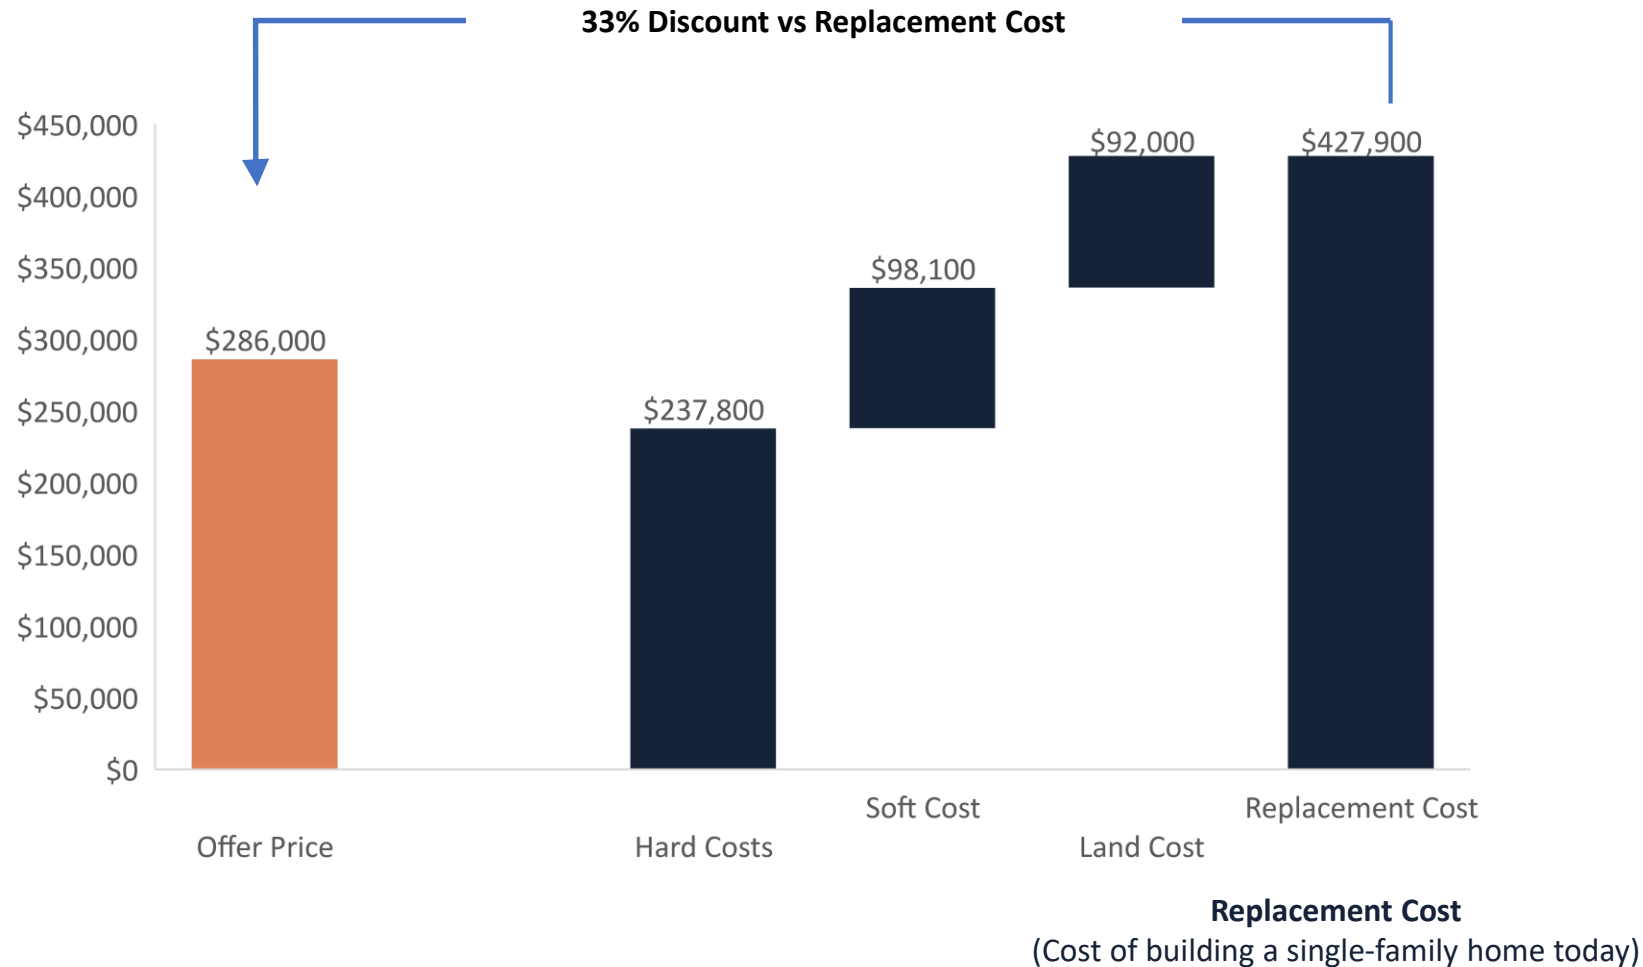 33% Discount vs Replacement Cost
$450,000
$400,000
$350,000
$300,000
$250,000
$200,000
$150,000
$100,000
$50,000
$0
$286,000
$237,800
$98,100
$92,000
$427,900
Offer Price
Hard Costs
Soft Cost
Land Cost
Replacement Cost
Replacement Cost
(Cost of building a single-family home today)